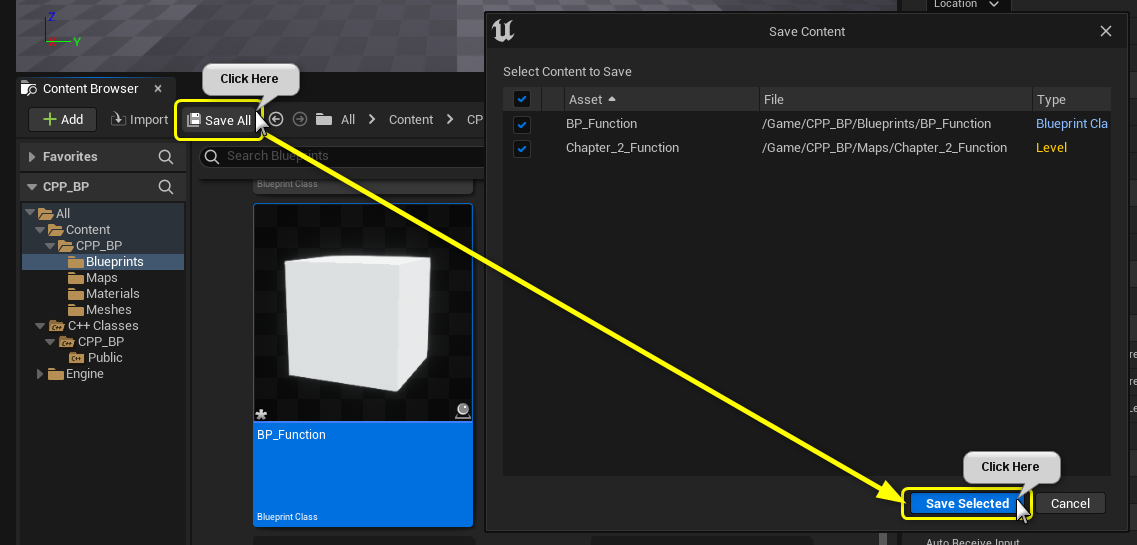 Location
Z
X Y
Save Content
Select Content to Save
Asset File Type
BP_Function /Game/CPP_BP/Blueprints/BP_Function Blueprint Cla
Chapter_2_Function /Game/CPP_BP/Maps/Chapter_2_Function Level
Content Browser
Click Here
Add Import Save All All Content CP
Favorites
Search Blueprints
CPP_BP
Blueprint Class
All
Content
CPP_BP
Blueprints
Maps
Materials
Meshes
C++ Classes
CPP_BP
Public
Engine
BP_Function
Blueprint Class
Click Here
Save Selected Cancel
re
re
Le
Auto Receive Input